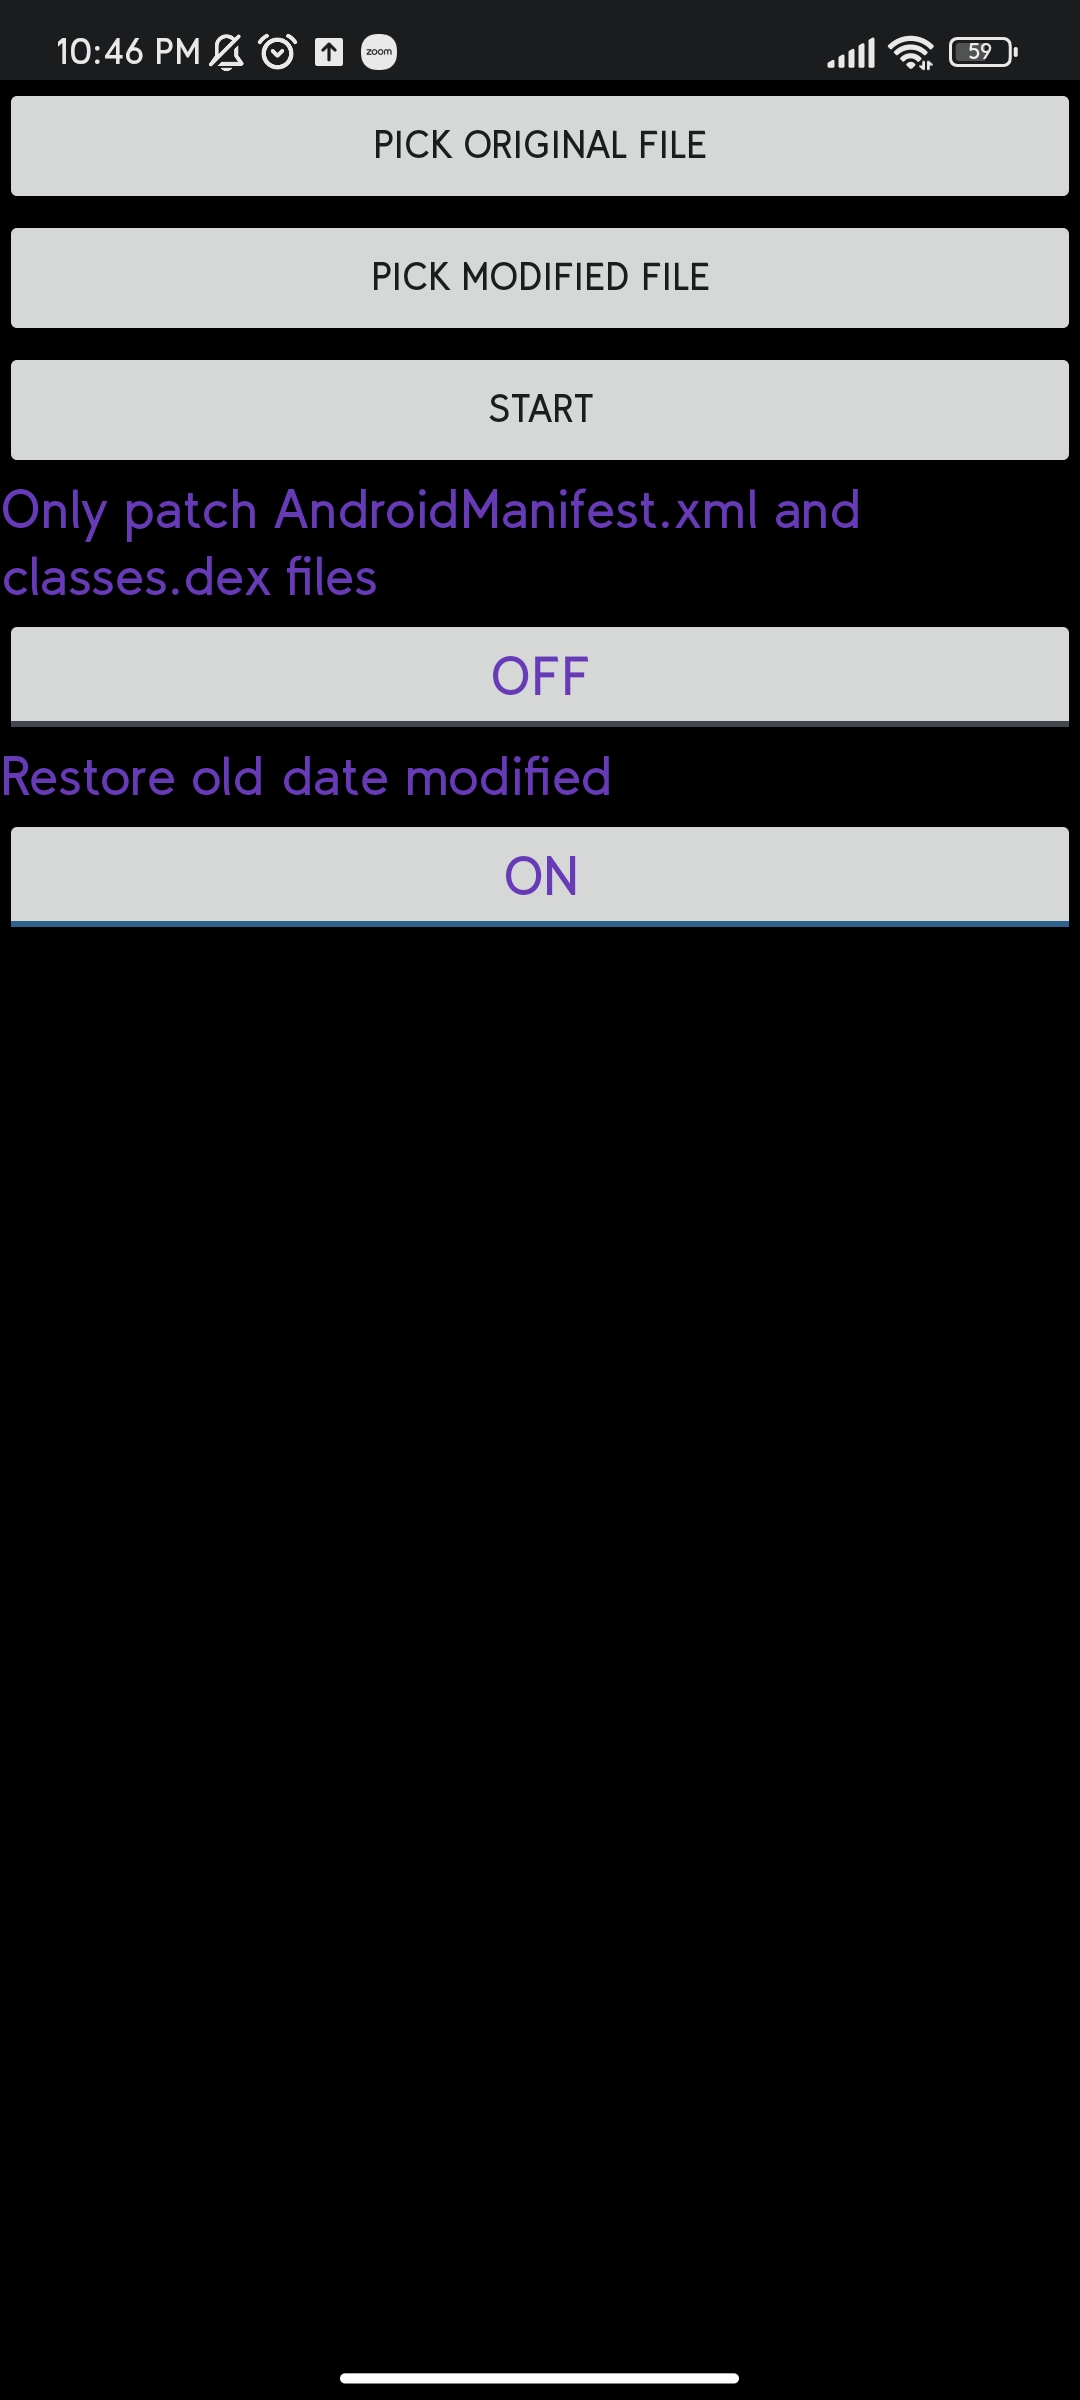 10:46 PM zoom 59
PICK ORIGINAL FILE
PICK MODIFIED FILE
START
Only patch AndroidManifest.xml and
classes.dex files
OFF
Restore old date modified
ON